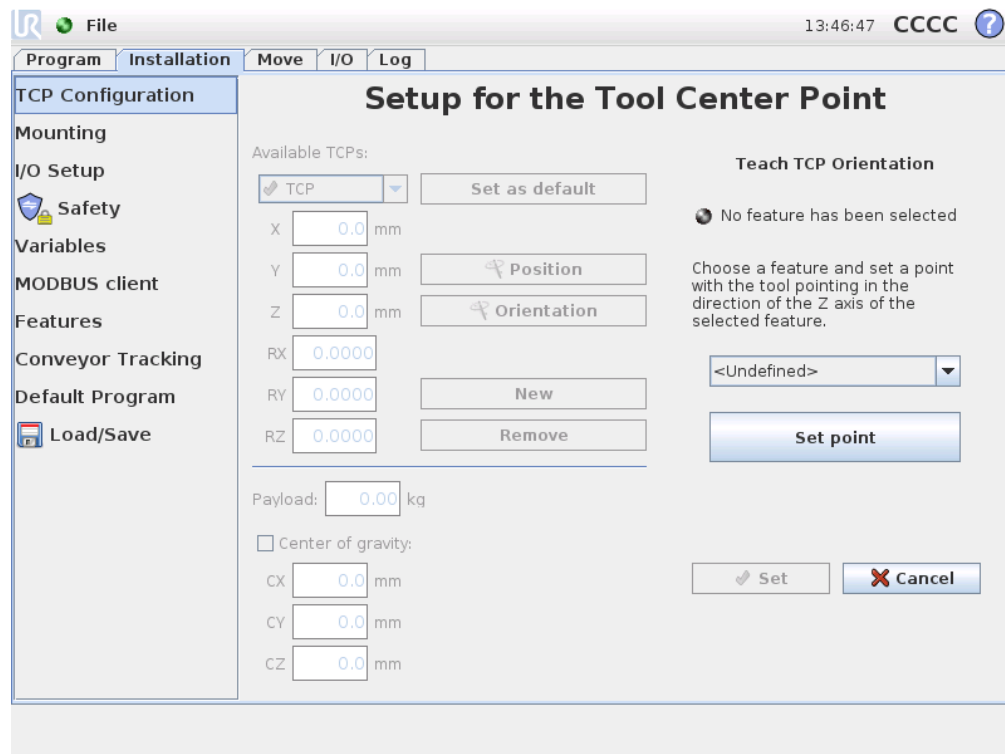 UR File 13:46:47 CCCC ?
Program Installation Move I/O Log
TCP Configuration
Mounting
I/O Setup
Safety
Variables
MODBUS client
Features
Conveyor Tracking
Default Program
Load/Save
Setup for the Tool Center Point
Available TCPs:
TCP Set as default
X 0.0 mm
Y 0.0 mm Position
Z 0.0 mm Orientation
RX 0.0000
RY 0.0000 New
RZ 0.0000 Remove
Payload: 0.00 kg
Center of gravity:
CX 0.0 mm
CY 0.0 mm
CZ 0.0 mm
Teach TCP Orientation
No feature has been selected
Choose a feature and set a point
with the tool pointing in the
direction of the Z axis of the
selected feature.
<Undefined>
Set point
Set Cancel